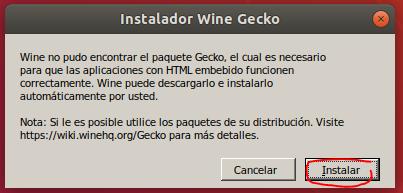 Instalador Wine Gecko
Wine no pudo encontrar el paquete Gecko, el cual es necesario
para que las aplicaciones con HTML embebido funcionen
correctamente. Wine puede descargarlo e instalarlo
automáticamente por usted.
Nota: Si le es posible utilice los paquetes de su distribución. Visite
https://wiki.winehq.org/Gecko para más detalles.
Cancelar
Instalar